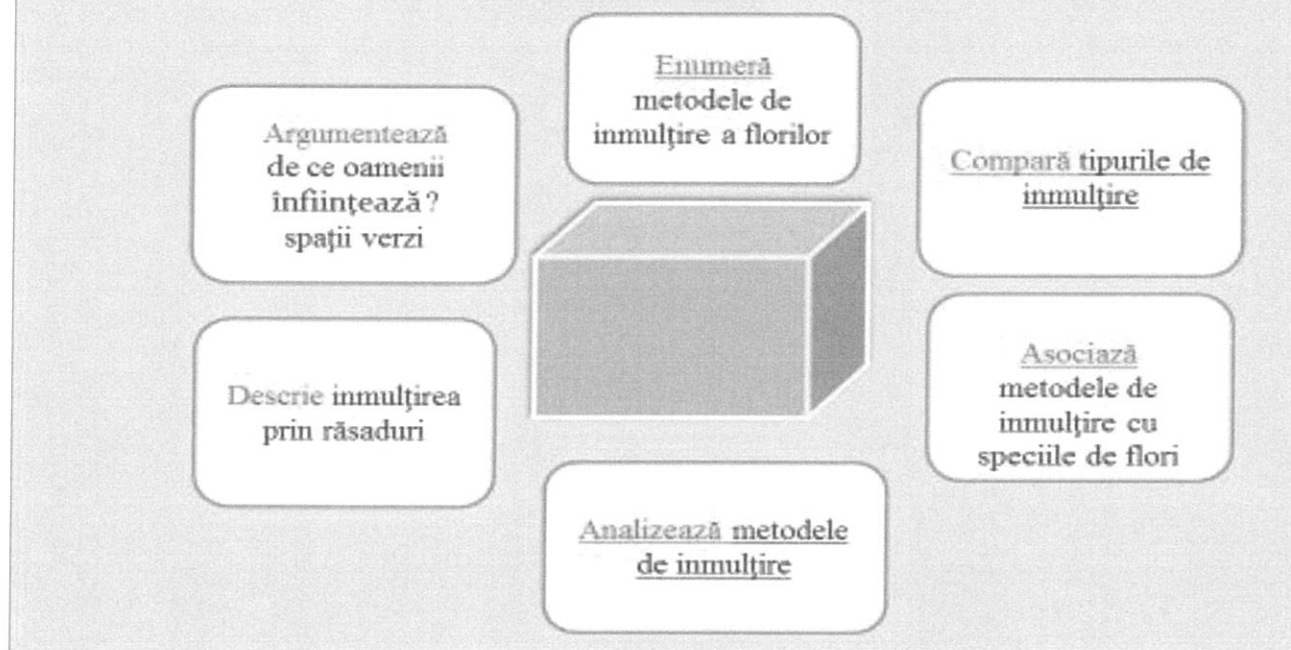 Enumeră
metodele de
inmulţire a florilor
Argumentează
de ce oamenii
înfiinţează?
spaţii verzi
Compară tipurile de
inmulţire
Descrie inmulţirea
prin răsaduri
Asociază
metodele de
inmulţire cu
speciile de flori
Analizează metodele
de inmulţire